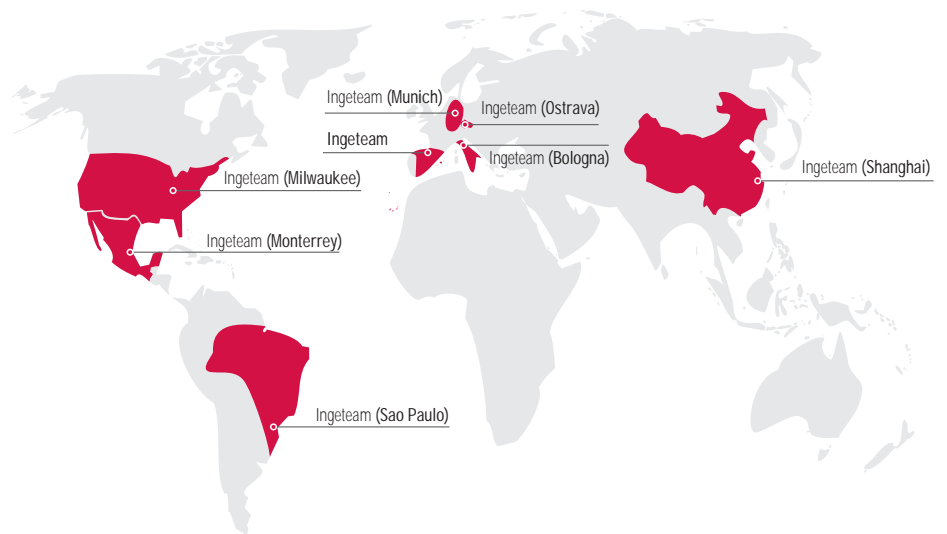 Ingeteam (Munich)
Ingeteam (Ostrava)
Ingeteam
Ingeteam (Bologna)
Ingeteam (Shanghai)
Ingeteam (Milwaukee)
Ingeteam (Monterrey)
Ingeteam (Sao Paulo)